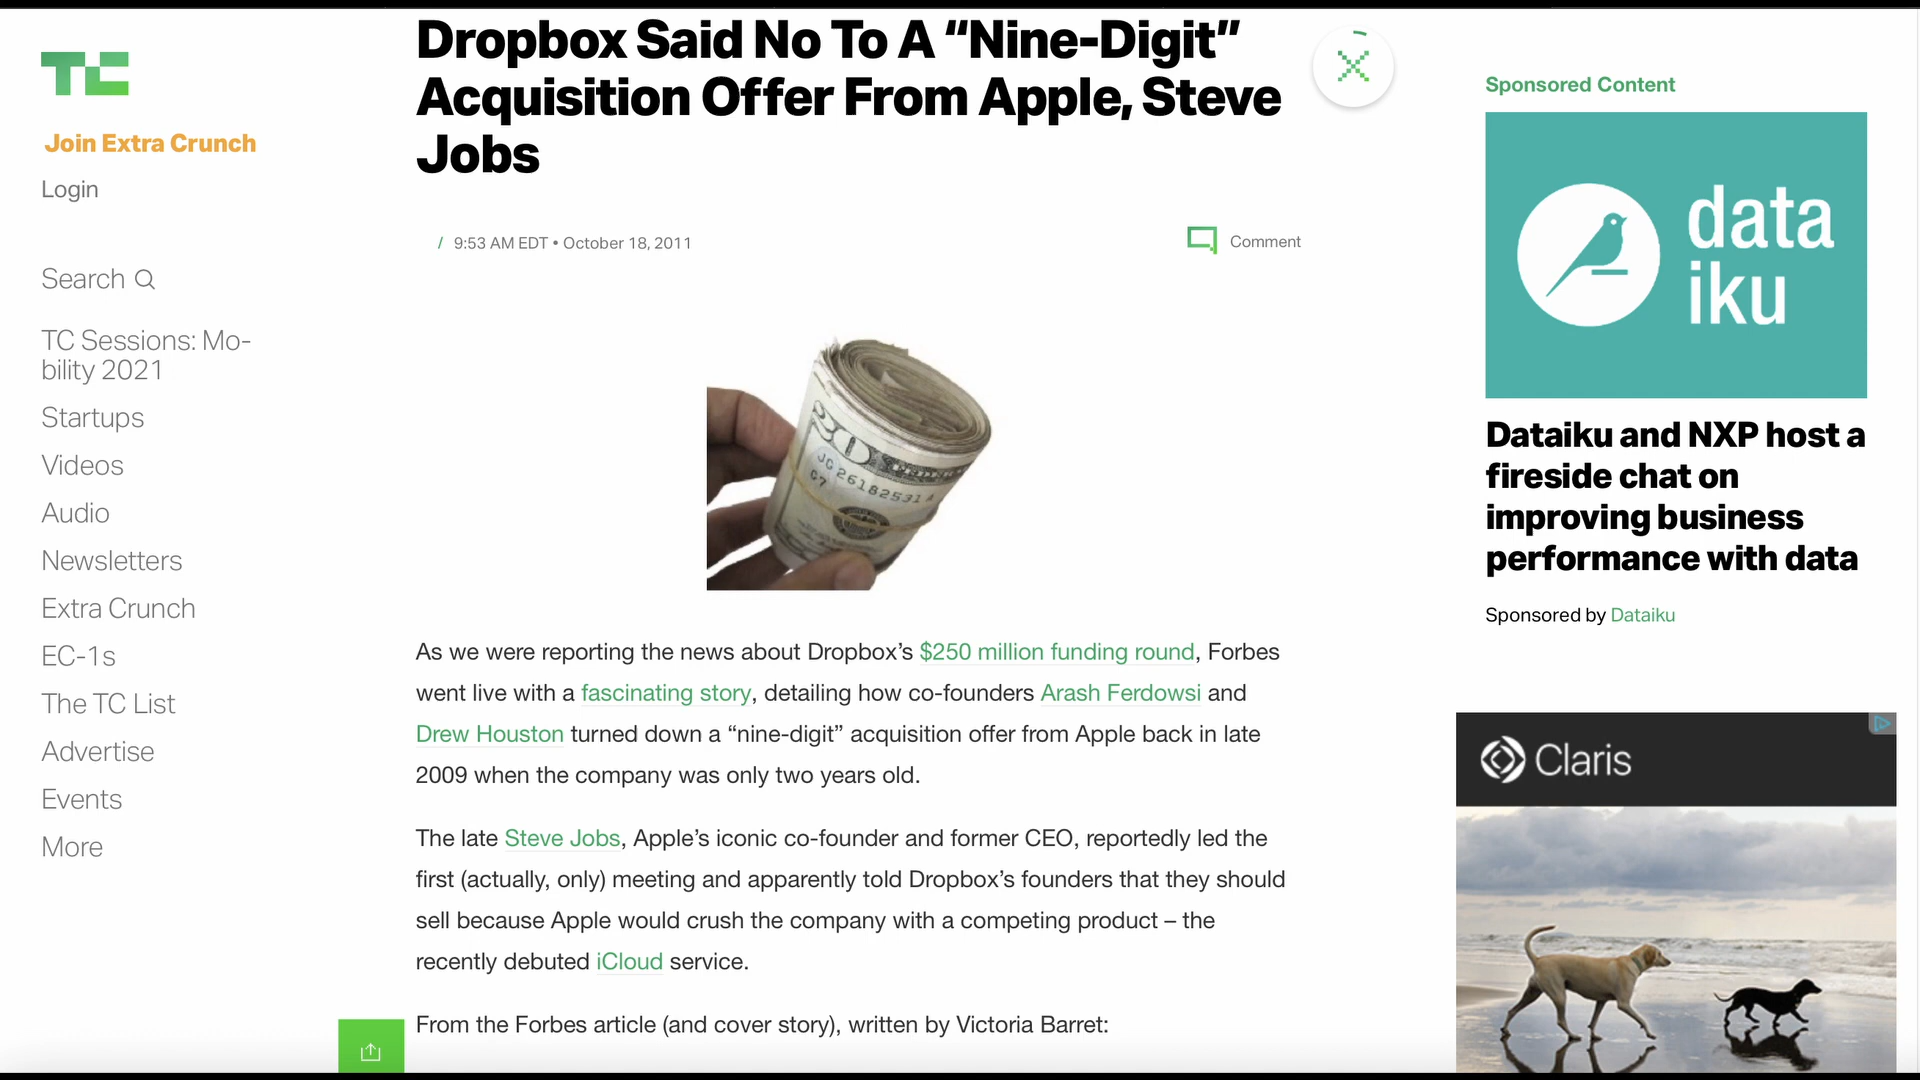 TC
Join Extra Crunch
Login
Search
TC Sessions: Mo-
bility 2021
Startups
Videos
Audio
Newsletters
Extra Crunch
EC-1s
The TC List
Advertise
Events
More
Dropbox Said No To A “Nine-Digit”
Acquisition Offer From Apple, Steve
Jobs
/ 9:53 AM EDT • October 18, 2011
Comment
20
JG 26182531 A
G7
As we were reporting the news about Dropbox’s $250 million funding round, Forbes
went live with a fascinating story, detailing how co-founders Arash Ferdowsi and
Drew Houston turned down a “nine-digit” acquisition offer from Apple back in late
2009 when the company was only two years old.
The late Steve Jobs, Apple’s iconic co-founder and former CEO, reportedly led the
first (actually, only) meeting and apparently told Dropbox’s founders that they should
sell because Apple would crush the company with a competing product – the
recently debuted iCloud service.
From the Forbes article (and cover story), written by Victoria Barret:
Sponsored Content
data
iku
Dataiku and NXP host a
fireside chat on
improving business
performance with data
Sponsored by Dataiku
Claris